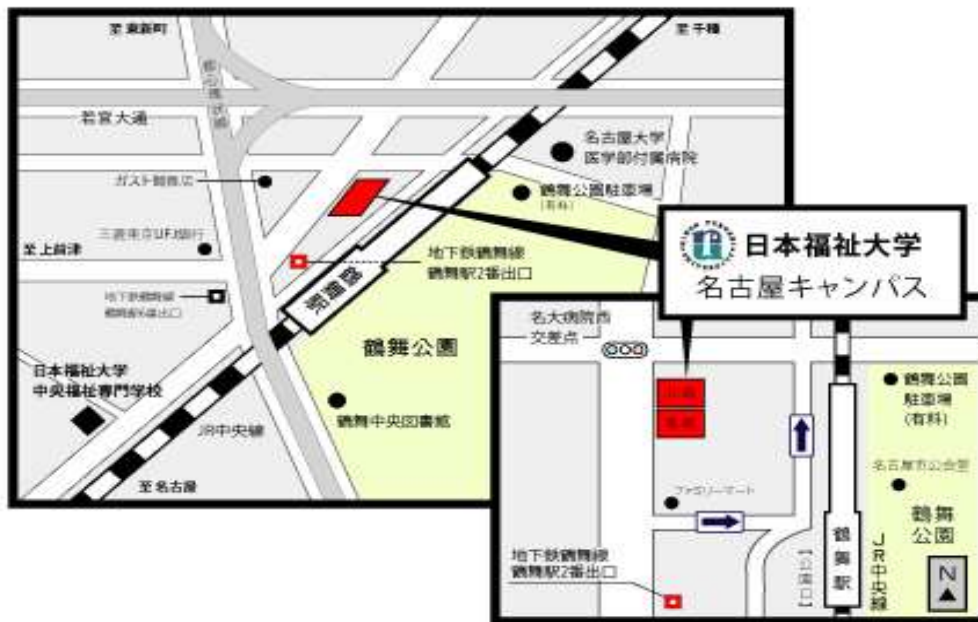 至 東新町
至 千種
若宮大通
名古屋大学
医学部付属病院
ガスト鶴舞店
鶴舞公園駐車場
(有料)
三菱東京UFJ銀行
至 上前津
地下鉄鶴舞線
鶴舞駅2番出口
鶴舞駅
地下鉄鶴舞線
鶴舞駅6番出口
鶴舞公園
日本福祉大学
中央福祉専門学校
鶴舞中央図書館
JR中央線
至 名古屋
日本福祉大学
名古屋キャンパス
名大病院西
交差点
北館
南館
鶴舞公園
駐車場
(有料)
名古屋市公会堂
ファミリーマート
鶴舞
公園
地下鉄鶴舞線
鶴舞駅2番出口
【公園口】
鶴舞駅
JR中央線
N